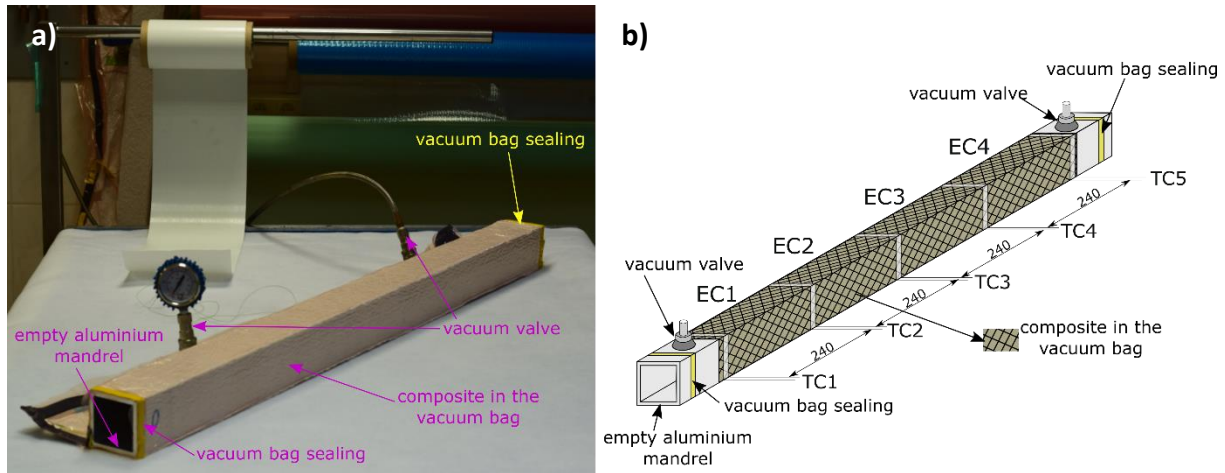 a)
vacuum bag sealing
empty aluminium
mandrel
vacuum valve
composite in the
vacuum bag
vacuum bag sealing
b)
vacuum bag sealing
vacuum valve
EC4
EC3
TC5
240
TC4
EC2
240
vacuum valve
TC3
EC1
240
composite in the
vacuum bag
TC2
240
TC1
vacuum bag sealing
empty aluminium
mandrel